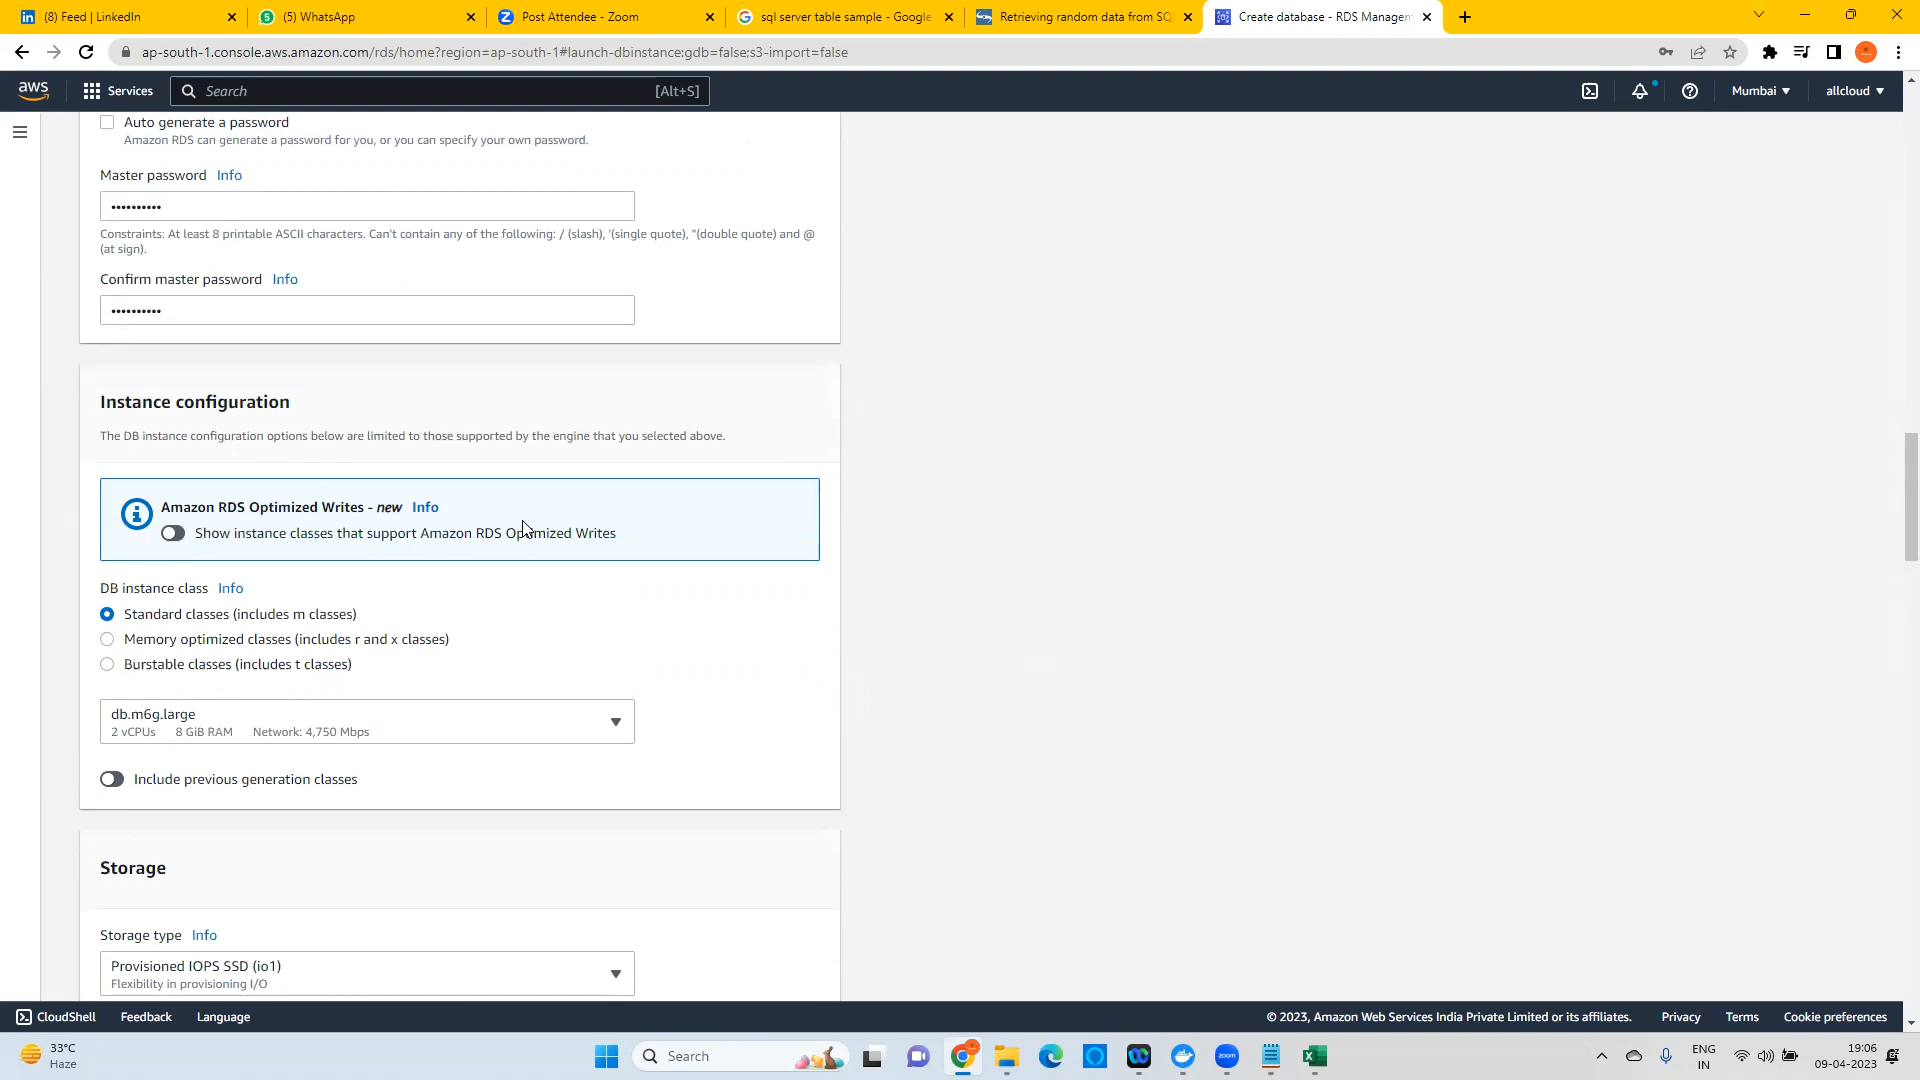 (8) Feed | LinkedIn
(5) WhatsApp
Post Attendee - Zoom
sql server table sample - Google
Retrieving random data from SQ
Create database - RDS Managem
ap-south-1.console.aws.amazon.com/rds/home?region=ap-south-1#launch-dbinstance:gdb=false;s3-import=false
aws
Services
Search
[Alt+S]
Mumbai
allcloud
Auto generate a password
Amazon RDS can generate a password for you, or you can specify your own password.
Master password Info
••••••••••
Constraints: At least 8 printable ASCII characters. Can't contain any of the following: / (slash), '(single quote), "(double quote) and @
(at sign).
Confirm master password Info
••••••••••
Instance configuration
The DB instance configuration options below are limited to those supported by the engine that you selected above.
Amazon RDS Optimized Writes - new Info
Show instance classes that support Amazon RDS Optimized Writes
DB instance class Info
Standard classes (includes m classes)
Memory optimized classes (includes r and x classes)
Burstable classes (includes t classes)
db.m6g.large
2 vCPUs 8 GiB RAM Network: 4,750 Mbps
Include previous generation classes
Storage
Storage type Info
Provisioned IOPS SSD (io1)
Flexibility in provisioning I/O
CloudShell
Feedback
Language
© 2023, Amazon Web Services India Private Limited or its affiliates.
Privacy
Terms
Cookie preferences
33°C
Haze
Search
zoom
ENG
IN
19:06
09-04-2023